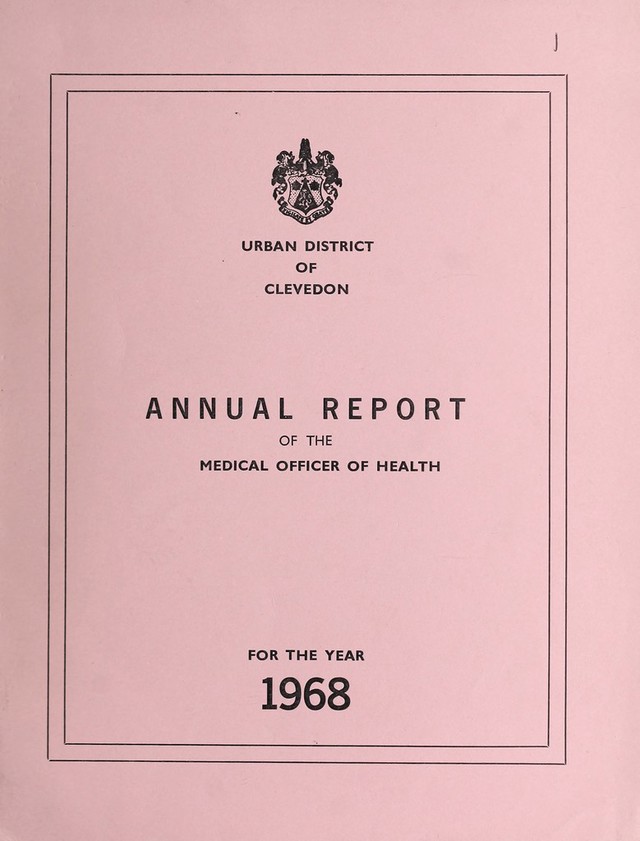 URBAN DISTRICT
OF
CLEVEDON
ANNUAL REPORT
OF THE
MEDICAL OFFICER OF HEALTH
FOR THE YEAR
1968